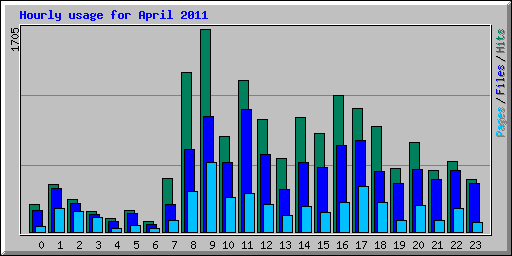 Hourly usage for April 2011
1705
Pages/Files/Hits
0 1 2 3 4 5 6 7 8 9 10 11 12 13 14 15 16 17 18 19 20 21 22 23